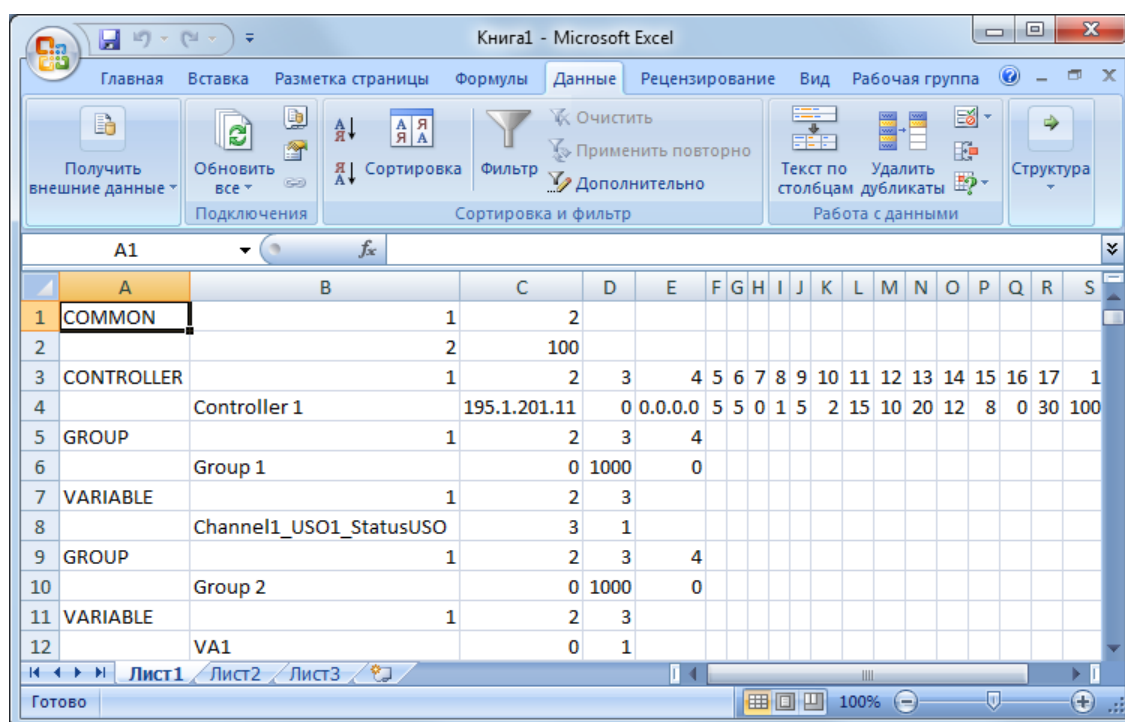 Книга1 - Microsoft Excel
Главная Вставка Разметка страницы Формулы Данные Рецензирование Вид Рабочая группа
Получить внешние данные
Обновить все
Подключения
Сортировка
Фильтр
Очистить
Применить повторно
Дополнительно
Сортировка и фильтр
Текст по столбцам
Удалить дубликаты
Работа с данными
Структура
A1 fx
A B C D E F G H I J K L M N O P Q R S
1 COMMON 1 2
2 2 100
3 CONTROLLER 1 2 3 4 5 6 7 8 9 10 11 12 13 14 15 16 17 1
4 Controller 1 195.1.201.11 0 0.0.0.0 5 5 0 1 5 2 15 10 20 12 8 0 30 100
5 GROUP 1 2 3 4
6 Group 1 0 1000 0
7 VARIABLE 1 2 3
8 Channel1_USO1_StatusUSO 3 1
9 GROUP 1 2 3 4
10 Group 2 0 1000 0
11 VARIABLE 1 2 3
12 VA1 0 1
Лист1 Лист2 Лист3
Готово 100%